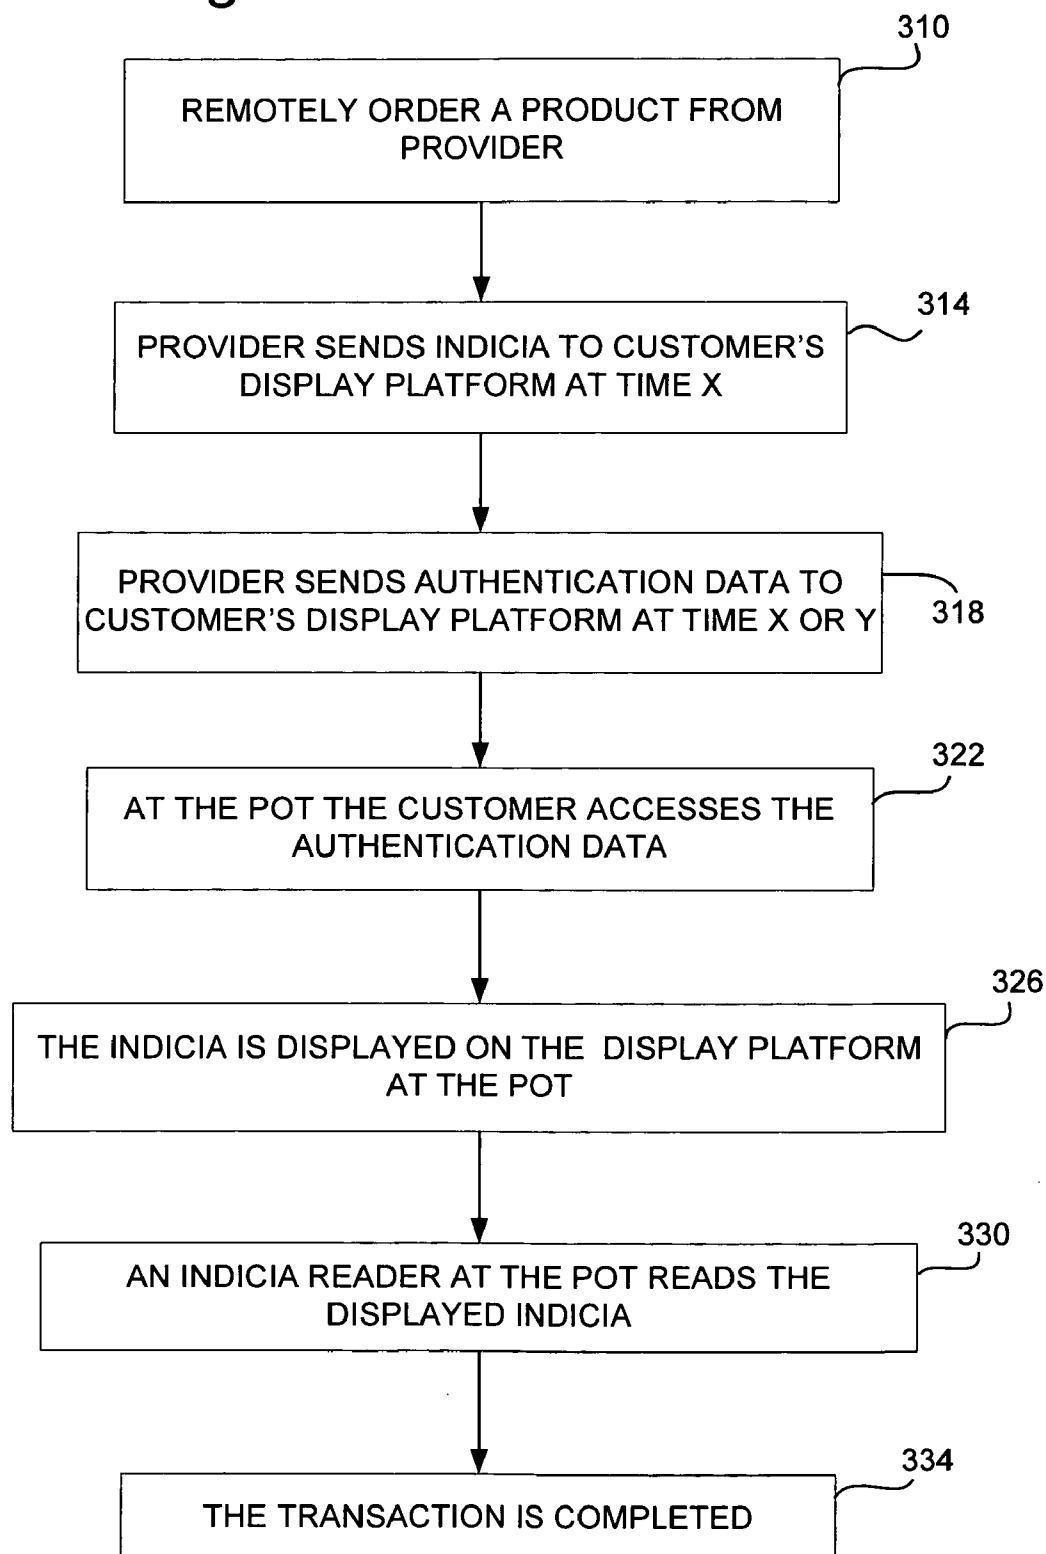 310
REMOTELY ORDER A PRODUCT FROM
PROVIDER
314
PROVIDER SENDS INDICIA TO CUSTOMER'S
DISPLAY PLATFORM AT TIME X
PROVIDER SENDS AUTHENTICATION DATA TO
CUSTOMER'S DISPLAY PLATFORM AT TIME X OR Y
318
322
AT THE POT THE CUSTOMER ACCESSES THE
AUTHENTICATION DATA
326
THE INDICIA IS DISPLAYED ON THE DISPLAY PLATFORM
AT THE POT
330
AN INDICIA READER AT THE POT READS THE
DISPLAYED INDICIA
334
THE TRANSACTION IS COMPLETED